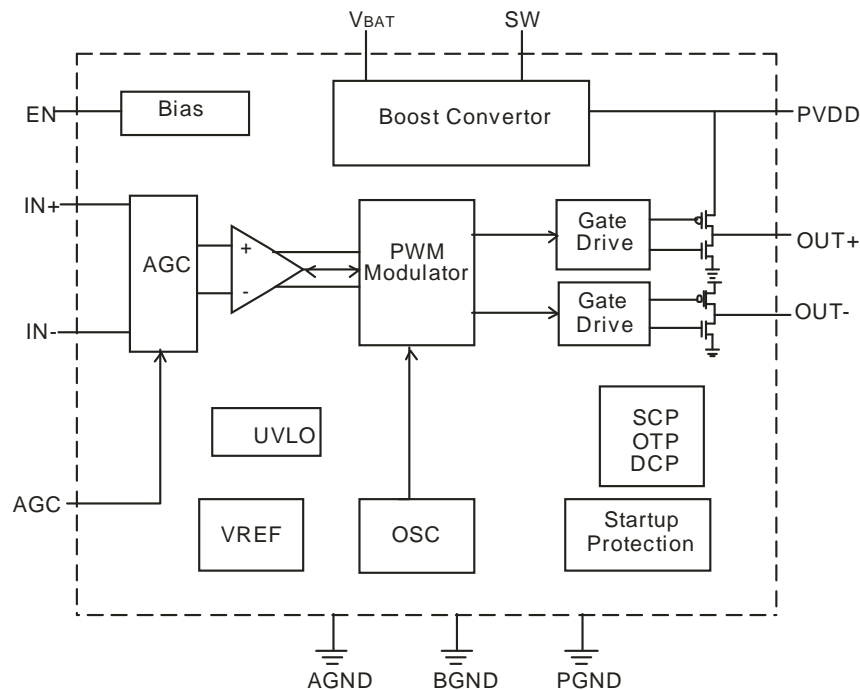 VBAT
SW
EN
Bias
Boost Convertor
PVDD
IN+
AGC
+
-
PWM
Modulator
Gate
Drive
OUT+
Gate
Drive
OUT-
IN-
UVLO
SCP
OTP
DCP
AGC
VREF
OSC
Startup
Protection
AGND
BGND
PGND